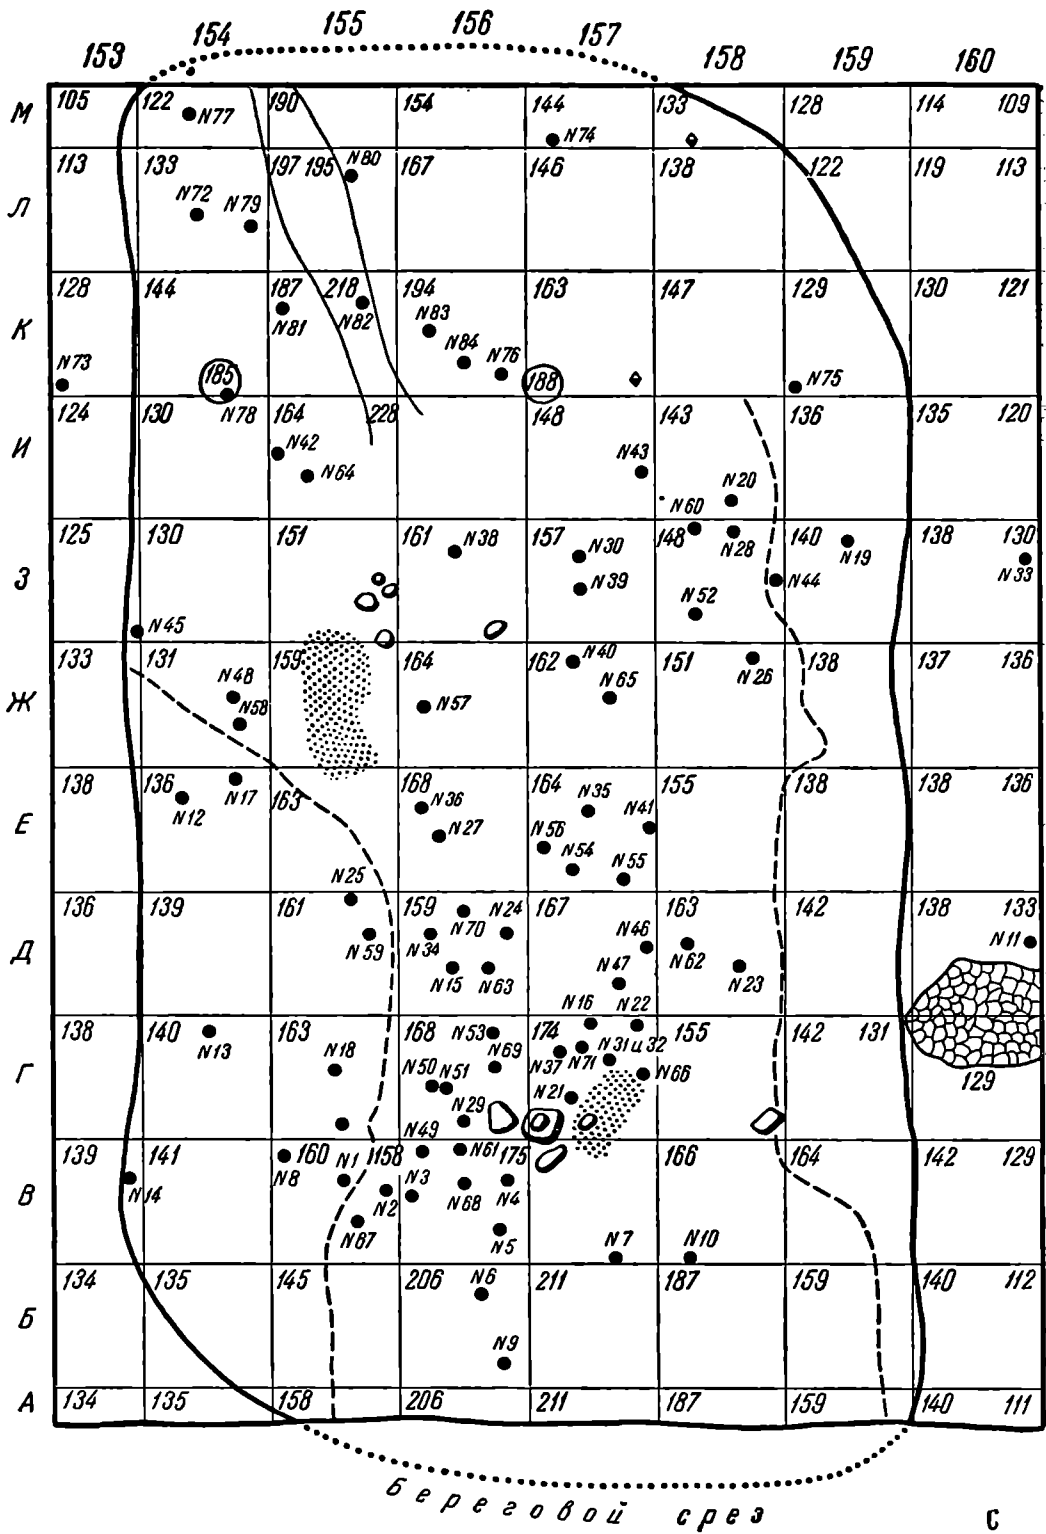 153 154 155 156 157 158 159 160
М 105 122 190 154 144 133 128 114 109
N77 N74
113 133 197 195 N80 167 146 138 122 119 113
Л N72 N79
128 144 187 218 194 163 147 129 130 121
К N81 N82 N83
N84 N76
N73 185 188 N75
124 130 N78 164 228 148 143 136 135 120
И N42 N43
N64 N20
N60
125 130 151 161 N38 157 N30 148 N28 140 N19 138 130
З N39 N44 N33
N52
N45
133 131 159 164 162 N40 151 N26 138 137 136
Ж N48 N57 N65
N58
138 136 N17 163 168 164 155 138 138 136
N12 N36 N35 N41
Е N27 N56
N54 N55
N25
136 139 161 159 N24 167 163 142 138 133
N59 N34 N70 N46 N62 N11
Д N15 N63 N47 N23
N16 N22
138 140 163 168 N53 174 155 142 131
N13 N18 N69 N37 N71 N31 и 32
Г N50 N51 N66 129
N21
N29
N49
139 141 160 158 N61 175 166 164 142 129
N14 N8 N1 N3
В N2 N68 N4
N87 N5 N7 N10
134 135 145 206 N6 211 187 159 140 112
Б
N9
А 134 135 158 206 211 187 159 140 111
Береговой срез
С